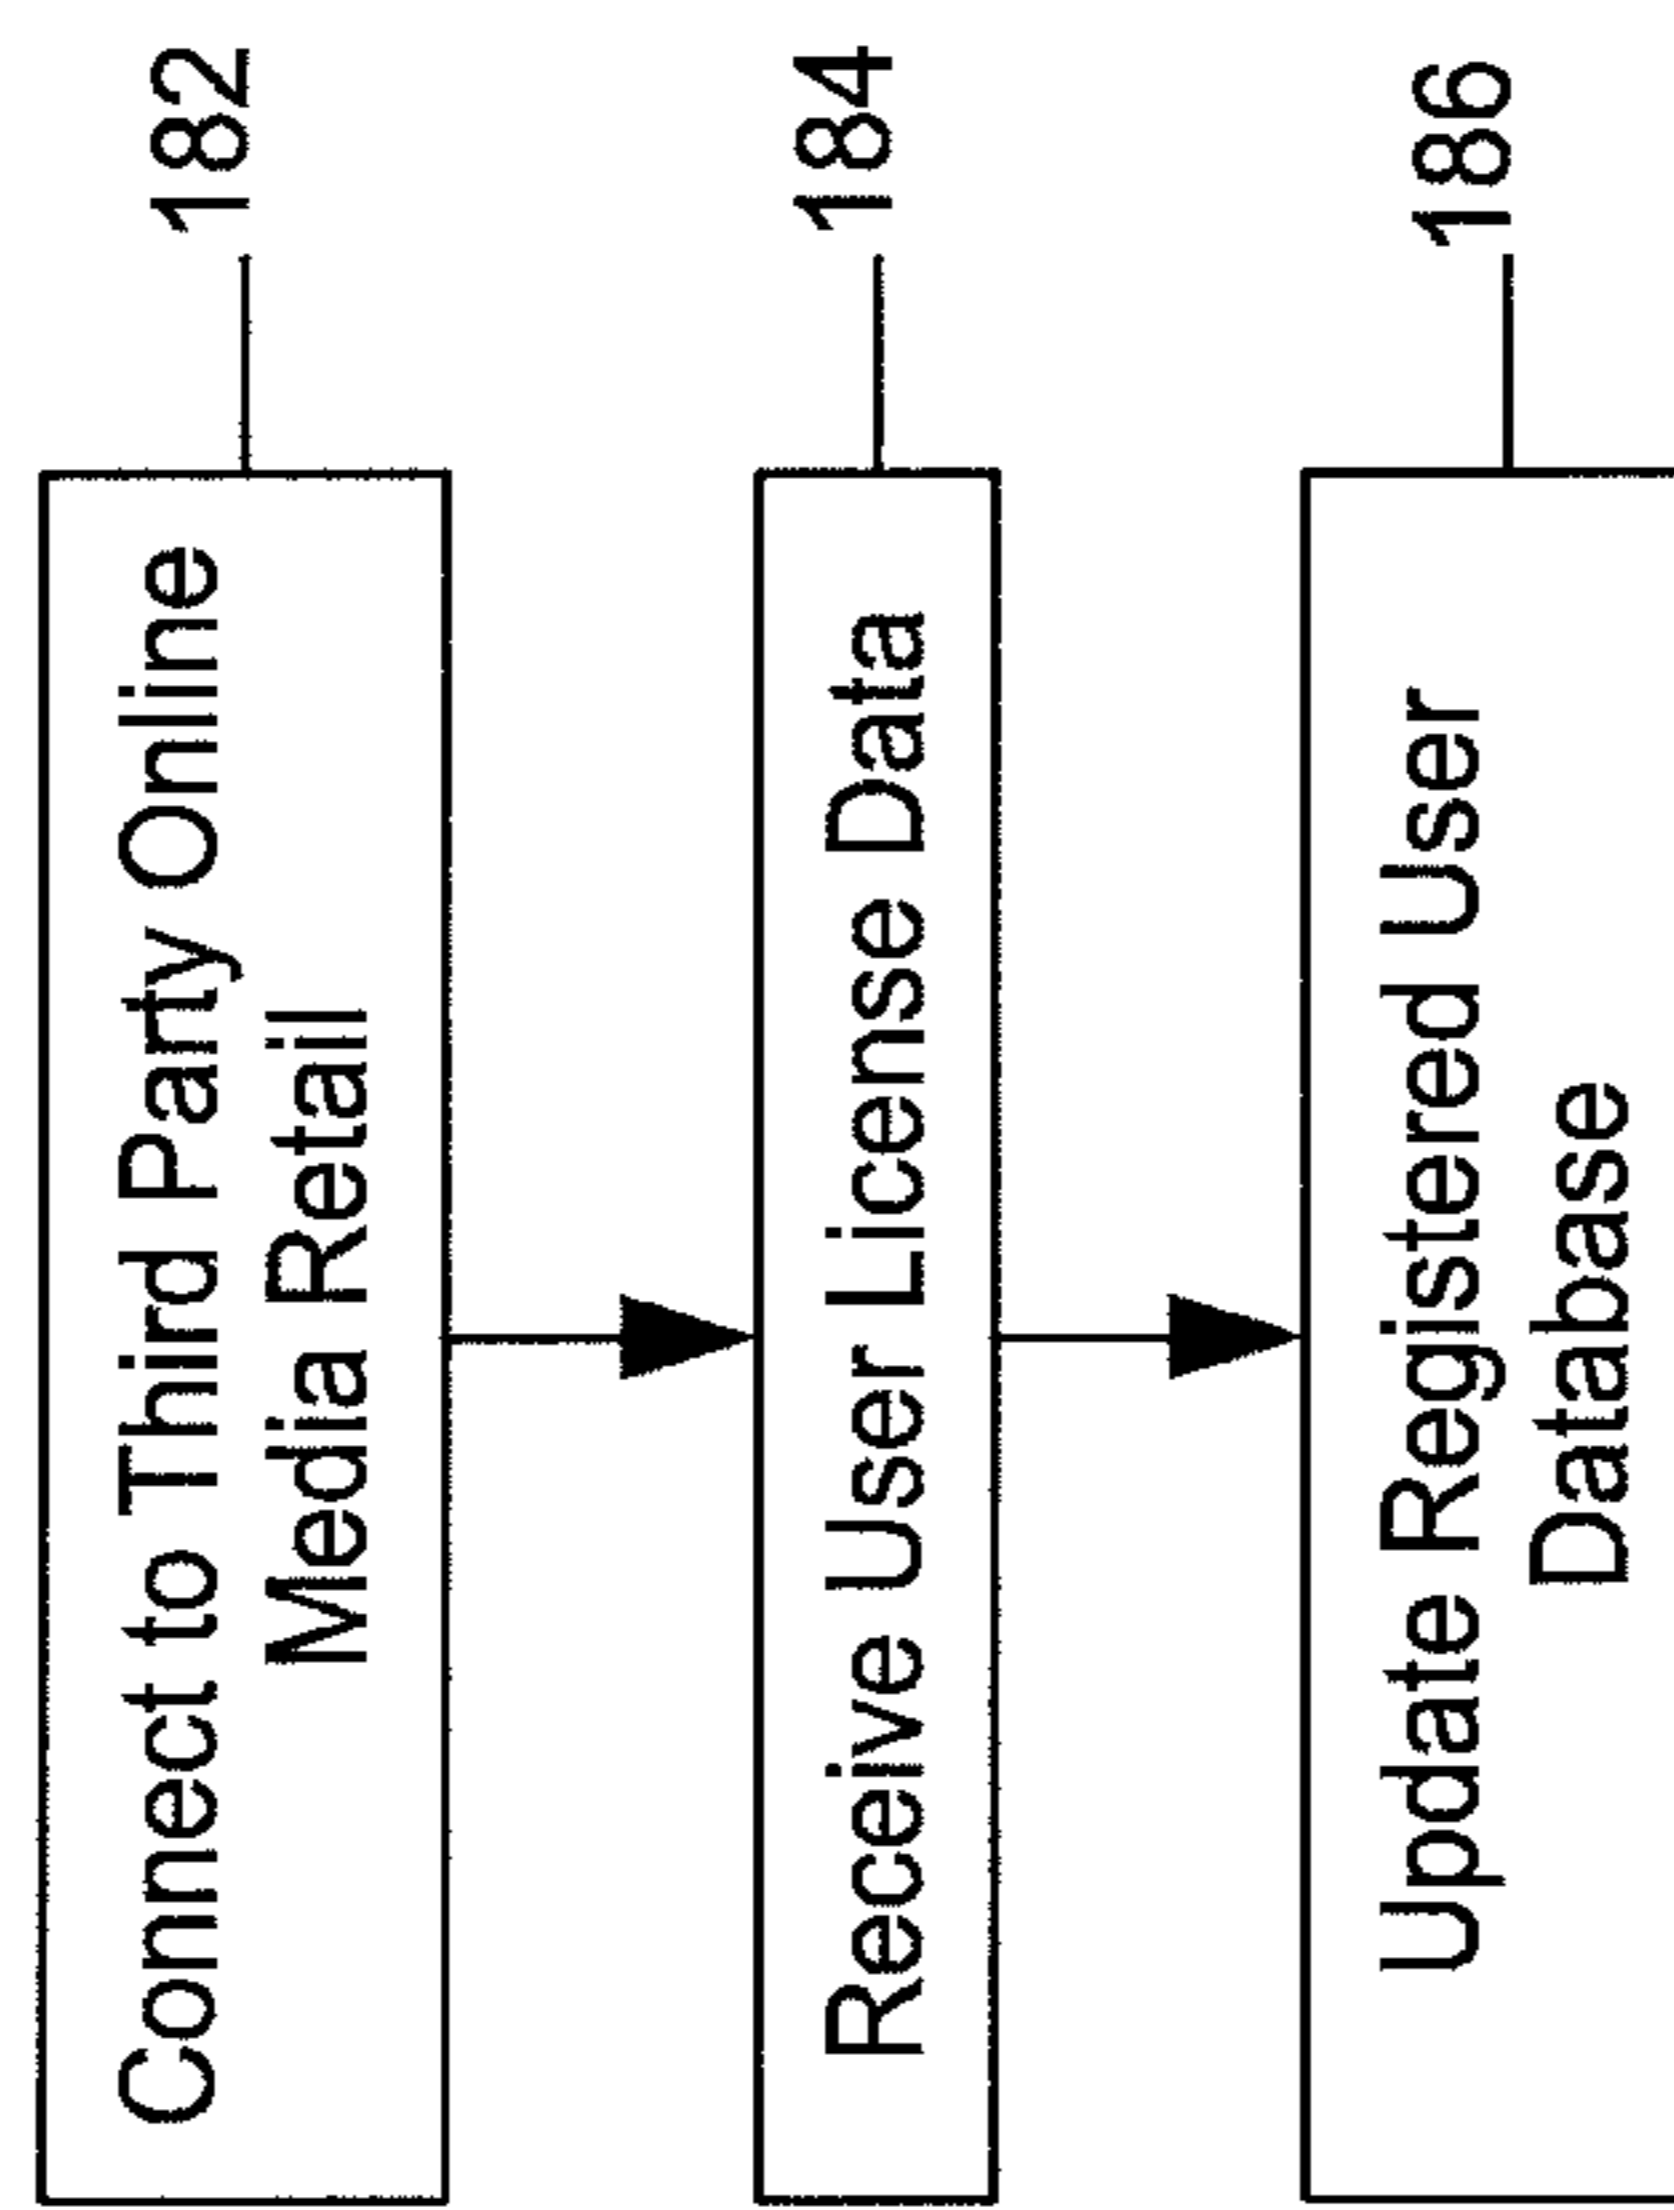 Connect to Third Party Online
Media Retail
182
Receive User License Data
184
Update Registered User
Database
186